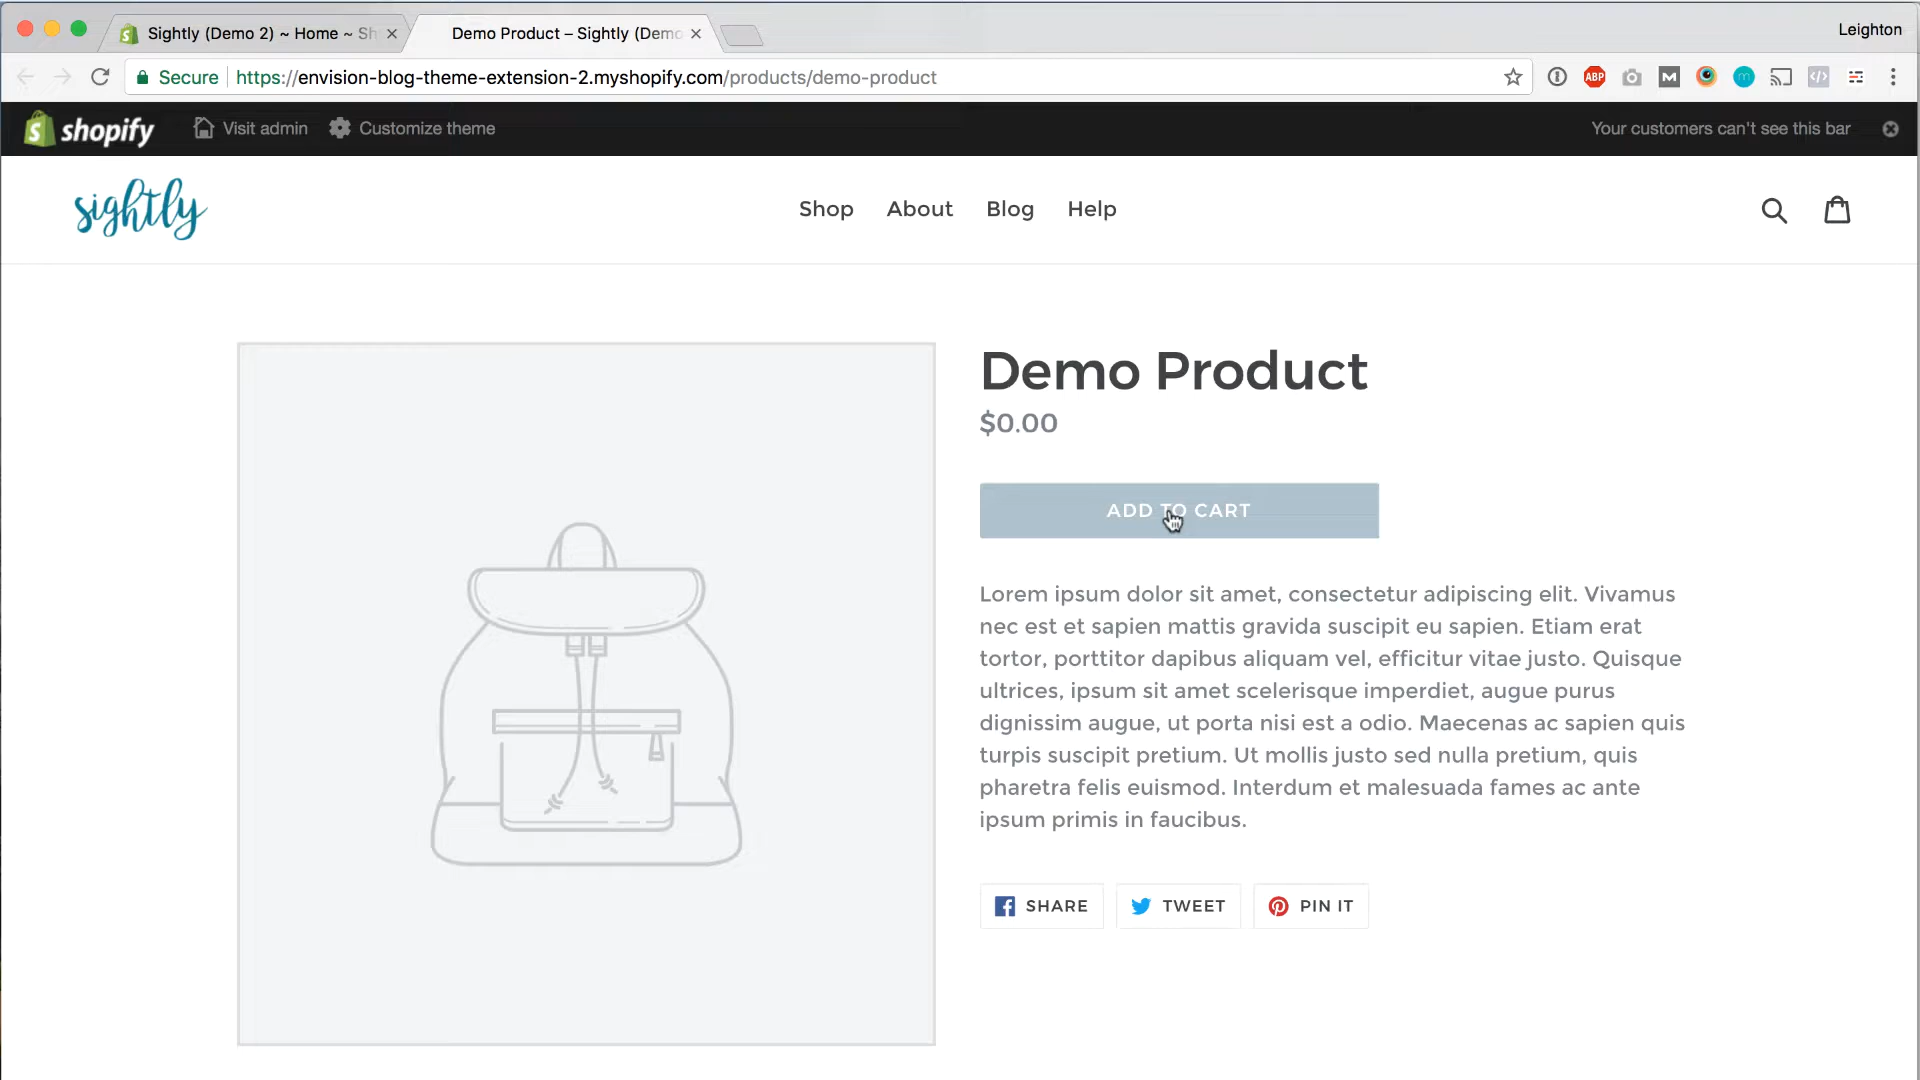 Sightly (Demo 2) ~ Home ~ Sh
Demo Product – Sightly (Demo
Leighton
Secure
https://envision-blog-theme-extension-2.myshopify.com/products/demo-product
ABP
M
m
shopify
Visit admin
Customize theme
Your customers can't see this bar
sightly
Shop
About
Blog
Help
Demo Product
$0.00
ADD TO CART
Lorem ipsum dolor sit amet, consectetur adipiscing elit. Vivamus
nec est et sapien mattis gravida suscipit eu sapien. Etiam erat
tortor, porttitor dapibus aliquam vel, efficitur vitae justo. Quisque
ultrices, ipsum sit amet scelerisque imperdiet, augue purus
dignissim augue, ut porta nisi est a odio. Maecenas ac sapien quis
turpis suscipit pretium. Ut mollis justo sed nulla pretium, quis
pharetra felis euismod. Interdum et malesuada fames ac ante
ipsum primis in faucibus.
SHARE
TWEET
PIN IT